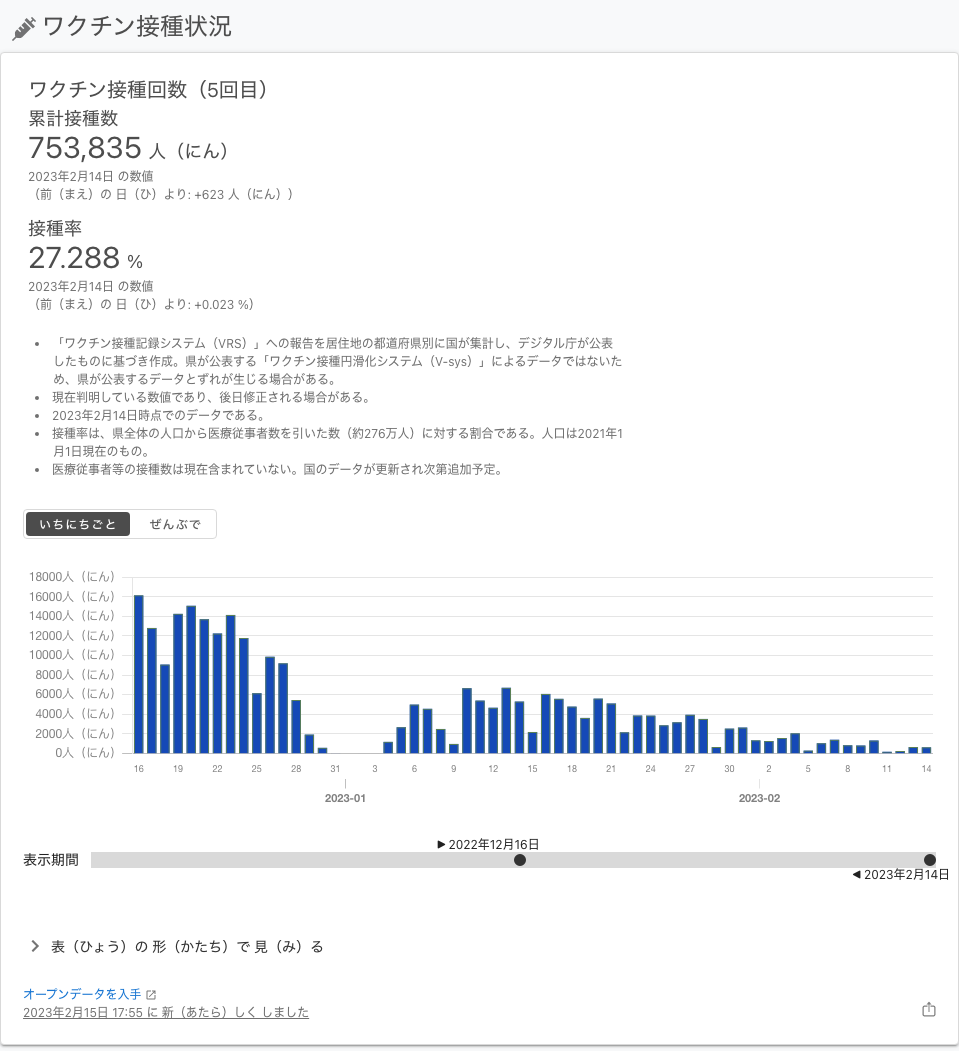 ワクチン接種状況
ワクチン接種回数（5回目）
累計接種数
753,835 人（にん）
2023年2月14日 の数値
（前（まえ）の 日（ひ）より: +623 人（にん））
接種率
27.288 %
2023年2月14日 の数値
（前（まえ）の 日（ひ）より: +0.023 %）
• 「ワクチン接種記録システム（VRS）」への報告を居住地の都道府県別に国が集計し、デジタル庁が公表
したものに基づき作成。県が公表する「ワクチン接種円滑化システム（V-sys）」によるデータではないた
め、県が公表するデータとずれが生じる場合がある。
• 現在判明している数値であり、後日修正される場合がある。
• 2023年2月14日時点でのデータである。
• 接種率は、県全体の人口から医療従事者数を引いた数（約276万人）に対する割合である。人口は2021年1
月1日現在のもの。
• 医療従事者等の接種数は現在含まれていない。国のデータが更新され次第追加予定。
いちにちごと ぜんぶで
18000人（にん）
16000人（にん）
14000人（にん）
12000人（にん）
10000人（にん）
8000人（にん）
6000人（にん）
4000人（にん）
2000人（にん）
0人（にん）
16 19 22 25 28 31 3 6 9 12 15 18 21 24 27 30 2 5 8 11 14
2023-01 2023-02
▶ 2022年12月16日
表示期間
◀ 2023年2月14日
表（ひょう）の 形（かたち）で 見（み）る
オープンデータを入手
2023年2月15日 17:55 に 新（あたら）しく しました